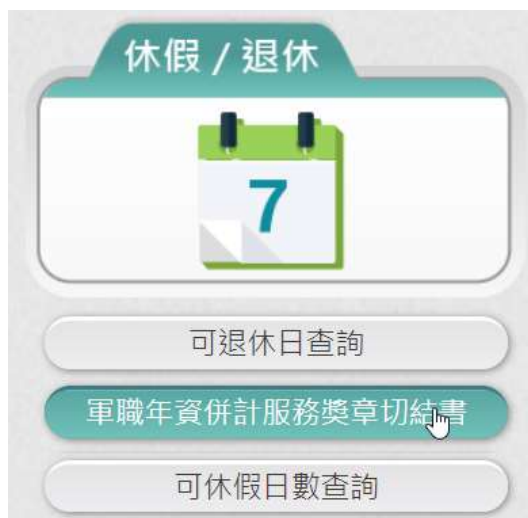 休假 / 退休
7
可退休日查詢
軍職年資併計服務獎章切結書
可休假日數查詢